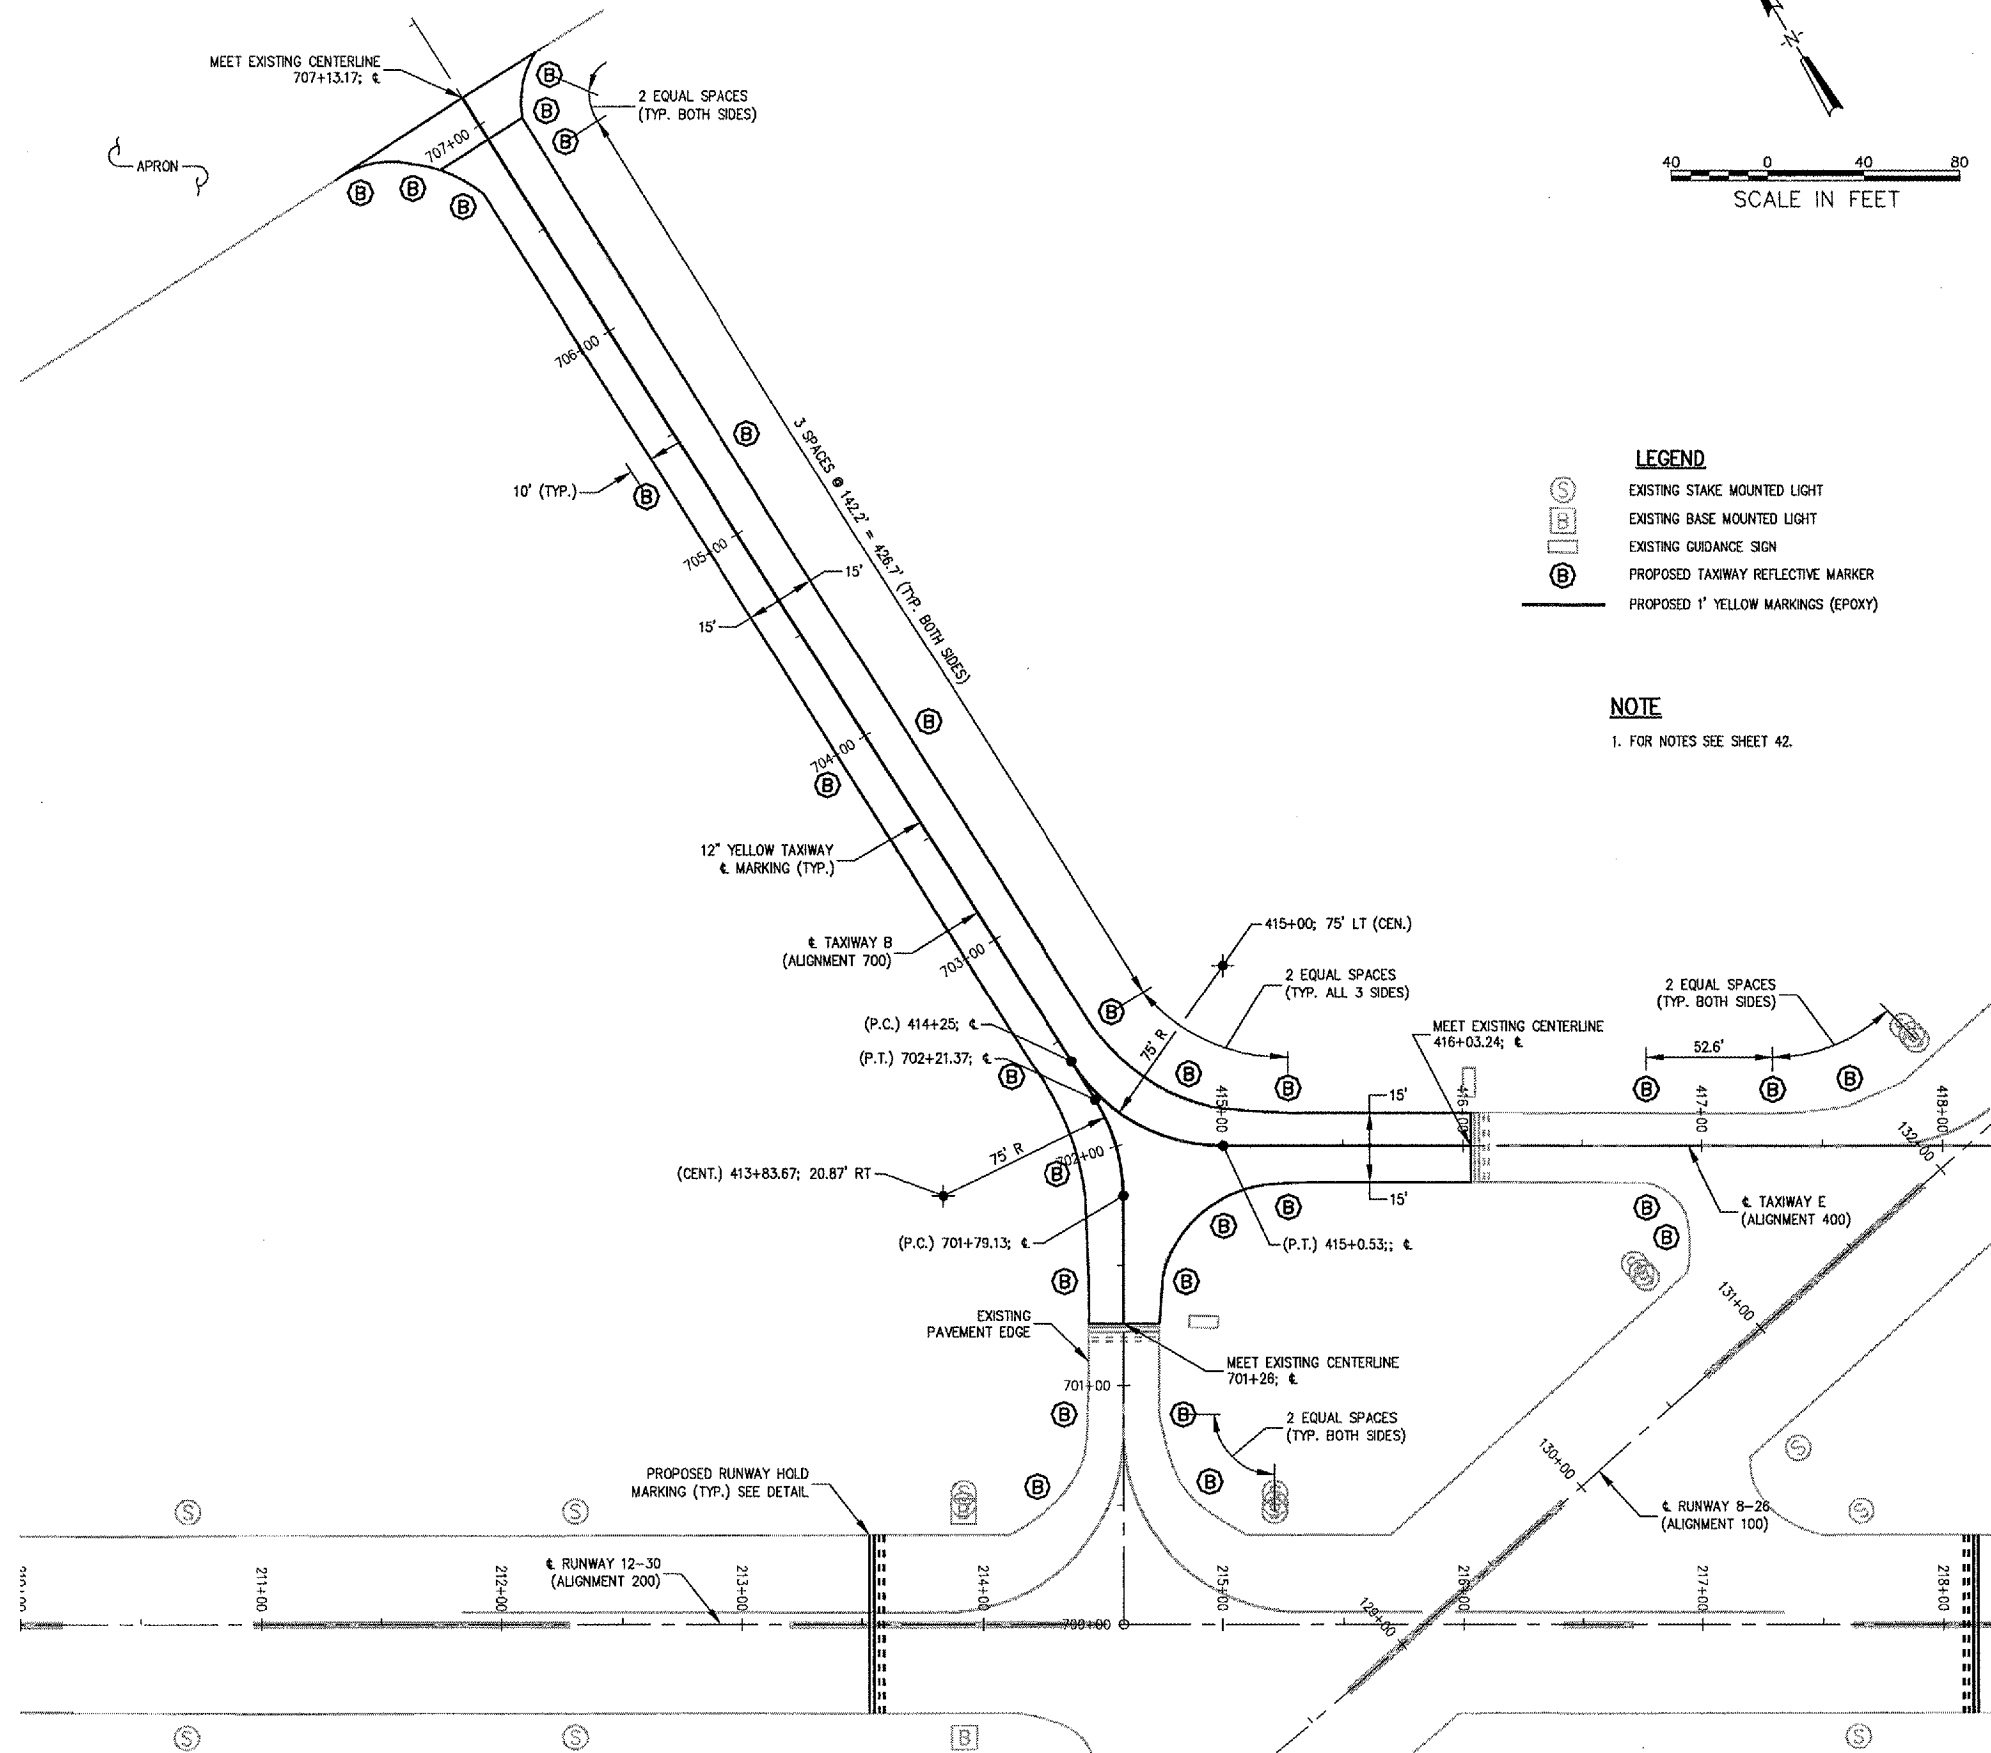 MEET EXISTING CENTERLINE
707+13.17; ℄
2 EQUAL SPACES
(TYP. BOTH SIDES)
B
B
B
N
40 0 40 80
SCALE IN FEET
707+00
APRON
B
B
B
706+00
3 SPACES @ 142.2' = 426.7' (TYP. BOTH SIDES)
B
10' (TYP.)
B
705+00
15'
15'
LEGEND
S EXISTING STAKE MOUNTED LIGHT
B EXISTING BASE MOUNTED LIGHT
EXISTING GUIDANCE SIGN
B PROPOSED TAXIWAY REFLECTIVE MARKER
PROPOSED 1' YELLOW MARKINGS (EPOXY)
NOTE
1. FOR NOTES SEE SHEET 42.
B
704+00
B
12" YELLOW TAXIWAY
℄ MARKING (TYP.)
℄ TAXIWAY B
(ALIGNMENT 700)
703+00
415+00; 75' LT (CEN.)
2 EQUAL SPACES
(TYP. ALL 3 SIDES)
2 EQUAL SPACES
(TYP. BOTH SIDES)
B
75' R
(P.C.) 414+25; ℄
(P.T.) 702+21.37; ℄
MEET EXISTING CENTERLINE
416+03.24; ℄
52.6'
B
B
B
B
B
B
415+00
416+00
417+00
418+00
15'
15'
132+00
75' R
702+00
B
(CENT.) 413+83.67; 20.87' RT
(P.C.) 701+79.13; ℄
B
B
(P.T.) 415+0.53;; ℄
B
B
℄ TAXIWAY E
(ALIGNMENT 400)
B
B
131+00
EXISTING
PAVEMENT EDGE
MEET EXISTING CENTERLINE
701+26; ℄
701+00
B
B
2 EQUAL SPACES
(TYP. BOTH SIDES)
130+00
S
PROPOSED RUNWAY HOLD
MARKING (TYP.) SEE DETAIL
B
B
℄ RUNWAY 8-26
(ALIGNMENT 100)
S
S
S
℄ RUNWAY 12-30
(ALIGNMENT 200)
211+00
212+00
213+00
214+00
215+00
216+00
217+00
218+00
700+00
129+00
S
S
B
S